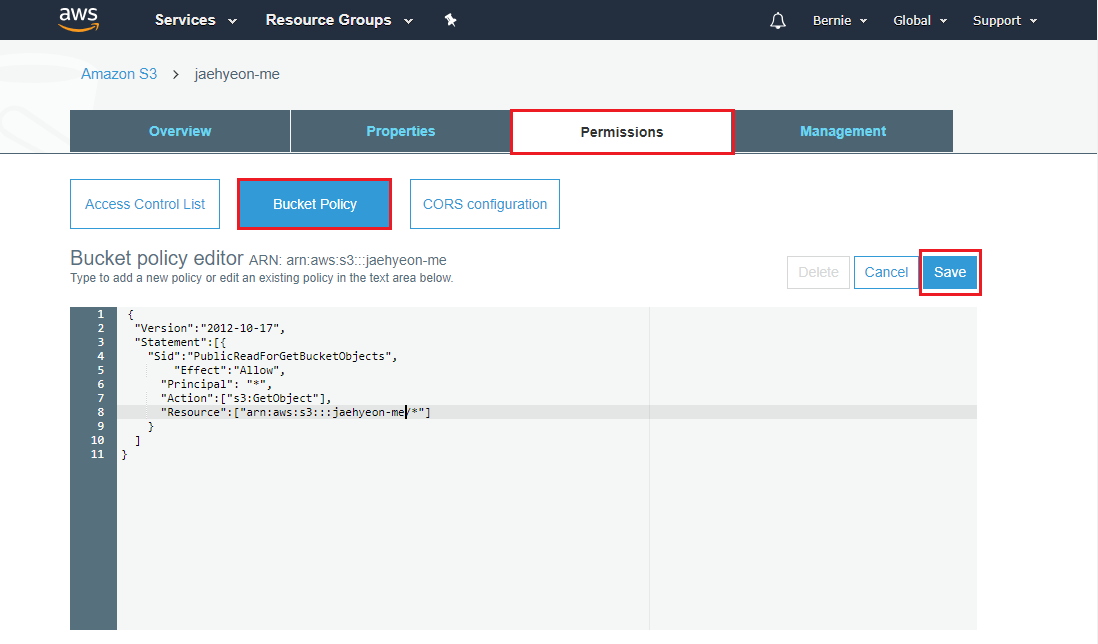 aws Services Resource Groups Bernie Global Support
Amazon S3 > jaehyeon-me
Overview Properties Permissions Management
Access Control List Bucket Policy CORS configuration
Bucket policy editor ARN: arn:aws:s3:::jaehyeon-me
Type to add a new policy or edit an existing policy in the text area below.
Delete Cancel Save
1 {
2 "Version":"2012-10-17",
3 "Statement":[{
4 "Sid":"PublicReadForGetBucketObjects",
5 "Effect":"Allow",
6 "Principal": "*",
7 "Action":["s3:GetObject"],
8 "Resource":["arn:aws:s3:::jaehyeon-me/*"]
9 }
10 ]
11 }